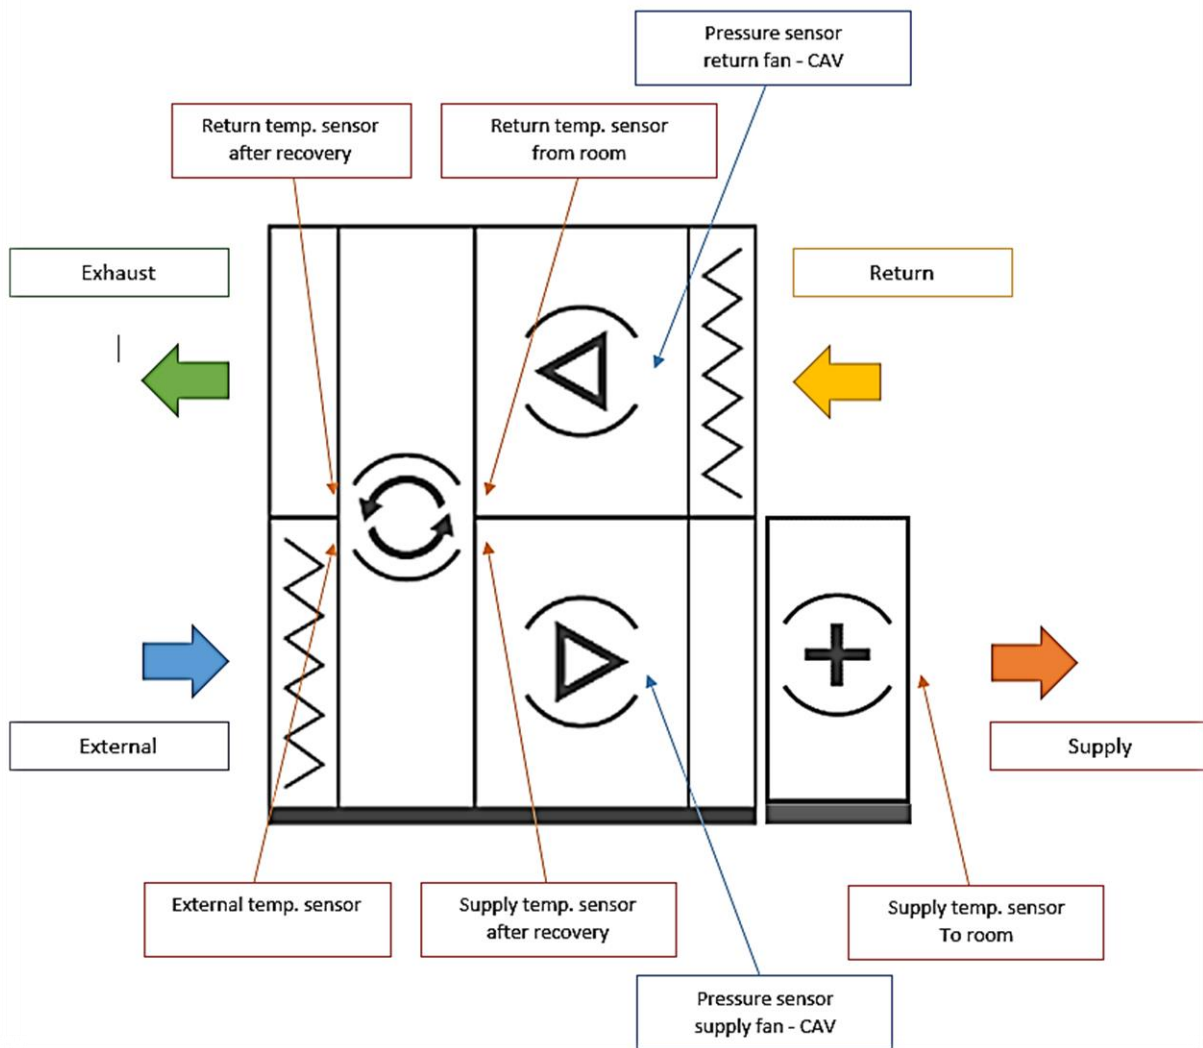 Pressure sensor
return fan - CAV
Return temp. sensor
after recovery
Return temp. sensor
from room
Exhaust
Return
External
Supply
External temp. sensor
Supply temp. sensor
after recovery
Supply temp. sensor
To room
Pressure sensor
supply fan - CAV